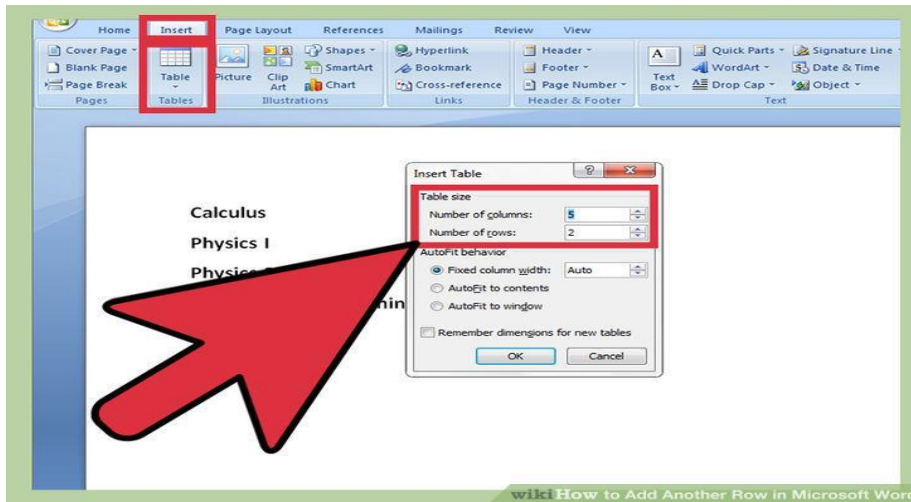 Home Insert Page Layout References Mailings Review View
Cover Page
Blank Page
Page Break
Pages
Table
Tables
Picture
Clip
Art
Shapes
SmartArt
Chart
Illustrations
Hyperlink
Bookmark
Cross-reference
Links
Header
Footer
Page Number
Header & Footer
A
Text
Box
Quick Parts
WordArt
Drop Cap
Signature Line
Date & Time
Object
Text
Calculus
Physics I
Physics
nin
Insert Table
?
Table size
Number of columns: 5
Number of rows: 2
AutoFit behavior
Fixed column width: Auto
AutoFit to contents
AutoFit to window
Remember dimensions for new tables
OK Cancel
wikiHow to Add Another Row in Microsoft Word